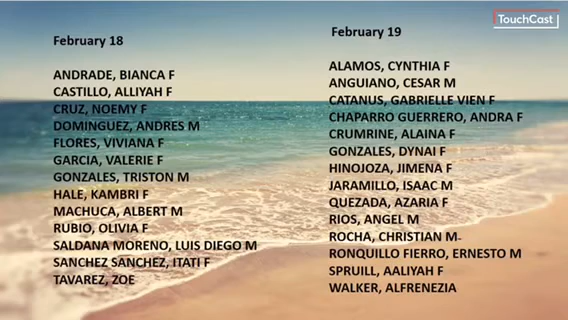 TouchCast
February 18
ANDRADE, BIANCA F
CASTILLO, ALLIYAH F
CRUZ, NOEMY F
DOMINGUEZ, ANDRES M
FLORES, VIVIANA F
GARCIA, VALERIE F
GONZALES, TRISTON M
HALE, KAMBRI F
MACHUCA, ALBERT M
RUBIO, OLIVIA F
SALDANA MORENO, LUIS DIEGO M
SANCHEZ SANCHEZ, ITATI F
TAVAREZ, ZOE
February 19
ALAMOS, CYNTHIA F
ANGUIANO, CESAR M
CATANUS, GABRIELLE VIEN F
CHAPARRO GUERRERO, ANDRA F
CRUMRINE, ALAINA F
GONZALES, DYNAI F
HINOJOZA, JIMENA F
JARAMILLO, ISAAC M
QUEZADA, AZARIA F
RIOS, ANGEL M
ROCHA, CHRISTIAN M-
RONQUILLO FIERRO, ERNESTO M
SPRUILL, AALIYAH F
WALKER, ALFRENEZIA